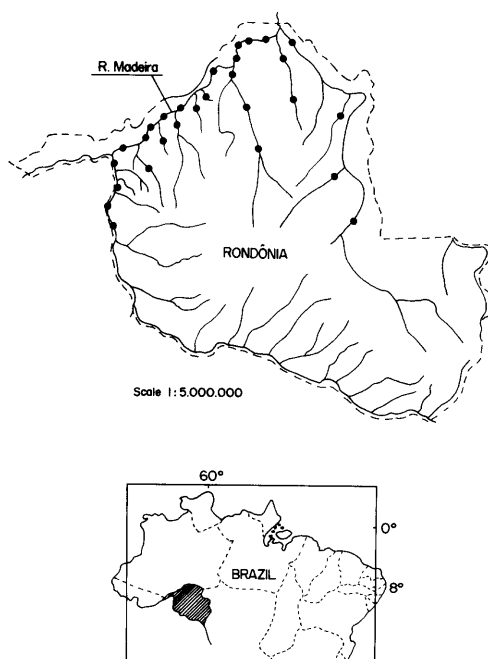 R. Madeira
RONDÔNIA
Scale 1:5.000.000
60°
0°
BRAZIL
8°